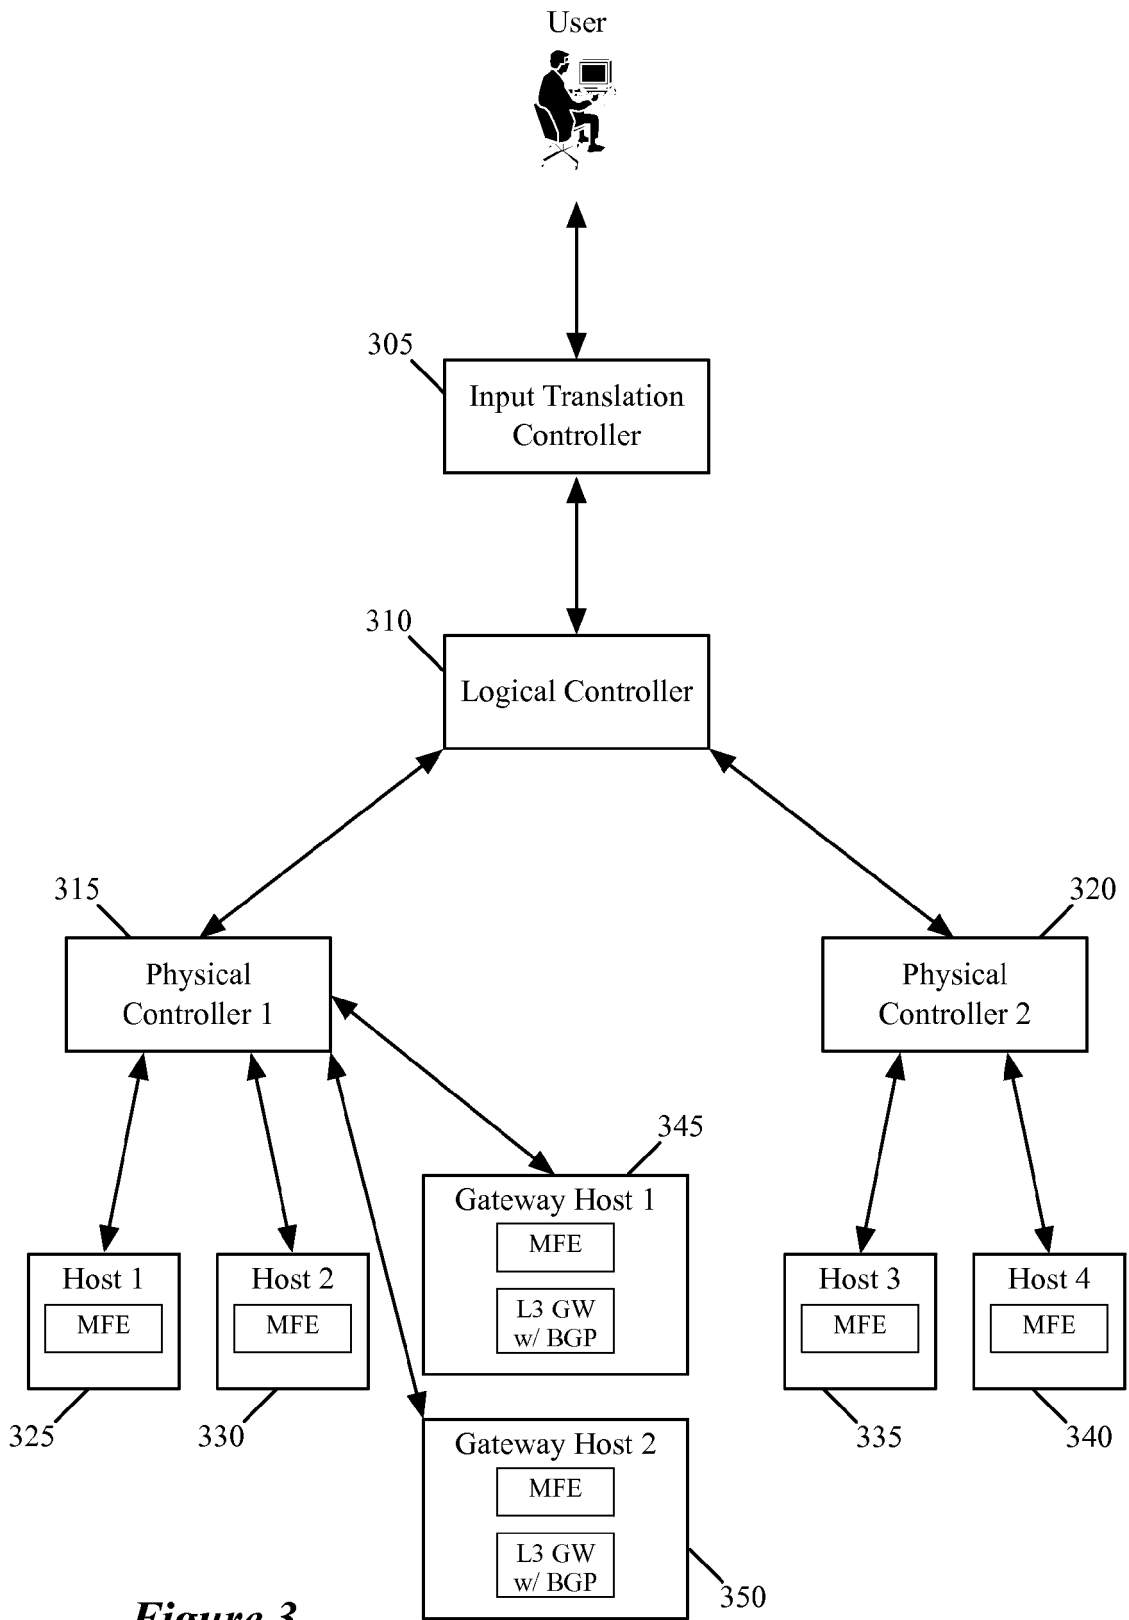 User
305
Input Translation
Controller
310
Logical Controller
315
320
Physical
Controller 1
Physical
Controller 2
345
Gateway Host 1
MFE
L3 GW
w/ BGP
Host 1
MFE
Host 2
MFE
Host 3
MFE
Host 4
MFE
325
330
335
340
Gateway Host 2
MFE
L3 GW
w/ BGP
350
Figure 3